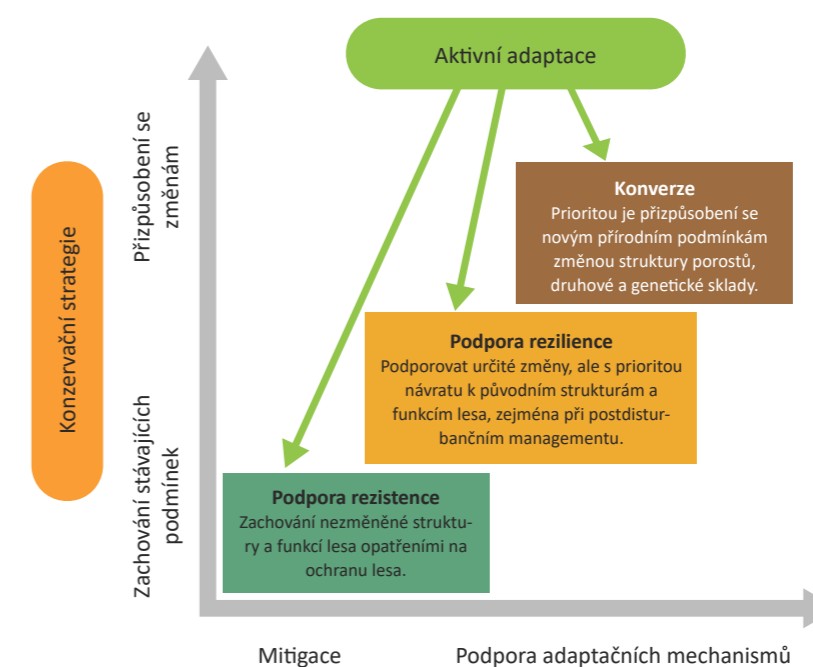 Aktivní adaptace
Konzervační strategie
Přizpůsobení se
změnám
Zachování stávajících
podmínek
Konverze
Prioritou je přizpůsobení se
novým přírodním podmínkám
změnou struktury porostů,
druhové a genetické sklady.
Podpora rezilience
Podporovat určité změny, ale s prioritou
návratu k původním strukturám a
funkcím lesa, zejména při postdistur-
bančním managementu.
Podpora rezistence
Zachování nezměněné struktu-
ry a funkcí lesa opatřeními na
ochranu lesa.
Mitigace
Podpora adaptačních mechanismů